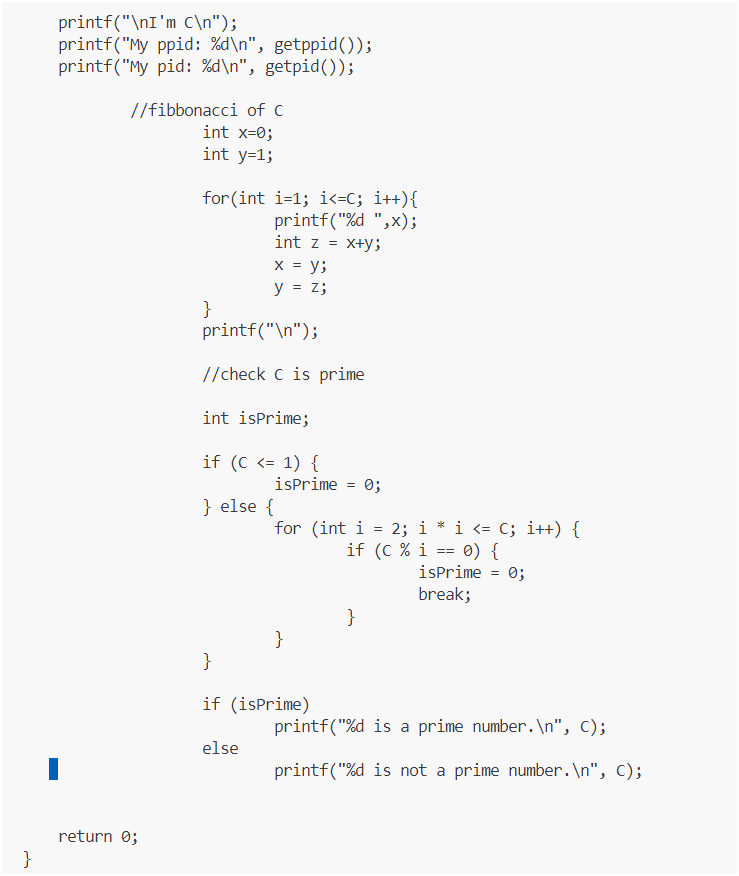 printf("\nI'm C\n");
printf("My ppid: %d\n", getppid());
printf("My pid: %d\n", getpid());
//fibbonacci of C
int x=0;
int y=1;
for(int i=1; i<=C; i++){
printf("%d ",x);
int z = x+y;
x = y;
y = z;
}
printf("\n");
//check C is prime
int isPrime;
if (C <= 1) {
isPrime = 0;
} else {
for (int i = 2; i * i <= C; i++) {
if (C % i == 0) {
isPrime = 0;
break;
}
}
}
if (isPrime)
printf("%d is a prime number.\n", C);
else
printf("%d is not a prime number.\n", C);
return 0;
}